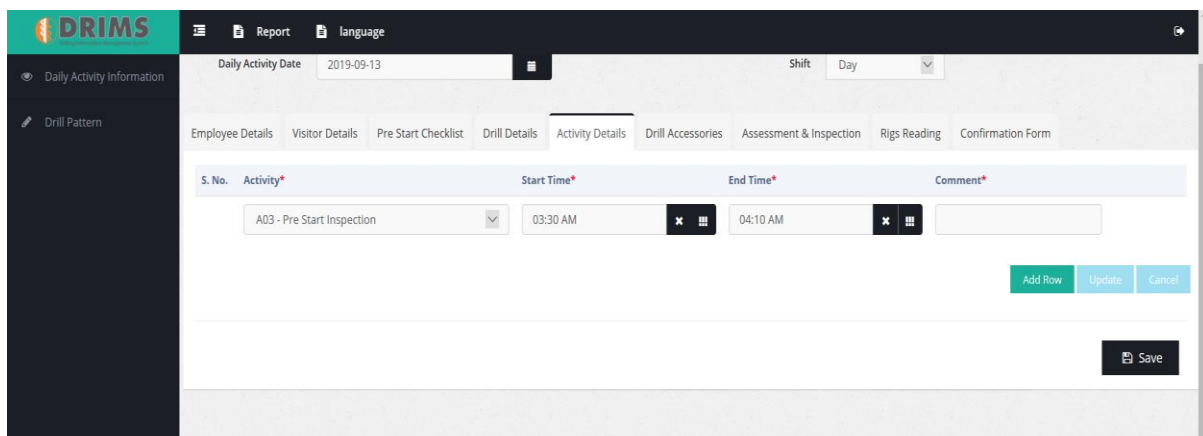 DRIMS
Report language
Daily Activity Information
Drill Pattern
Daily Activity Date 2019-09-13 Shift Day
Employee Details Visitor Details Pre Start Checklist Drill Details Activity Details Drill Accessories Assessment & Inspection Rigs Reading Confirmation Form
S. No. Activity* Start Time* End Time* Comment*
A03 - Pre Start Inspection 03:30 AM 04:10 AM
Add Row Update Cancel
Save